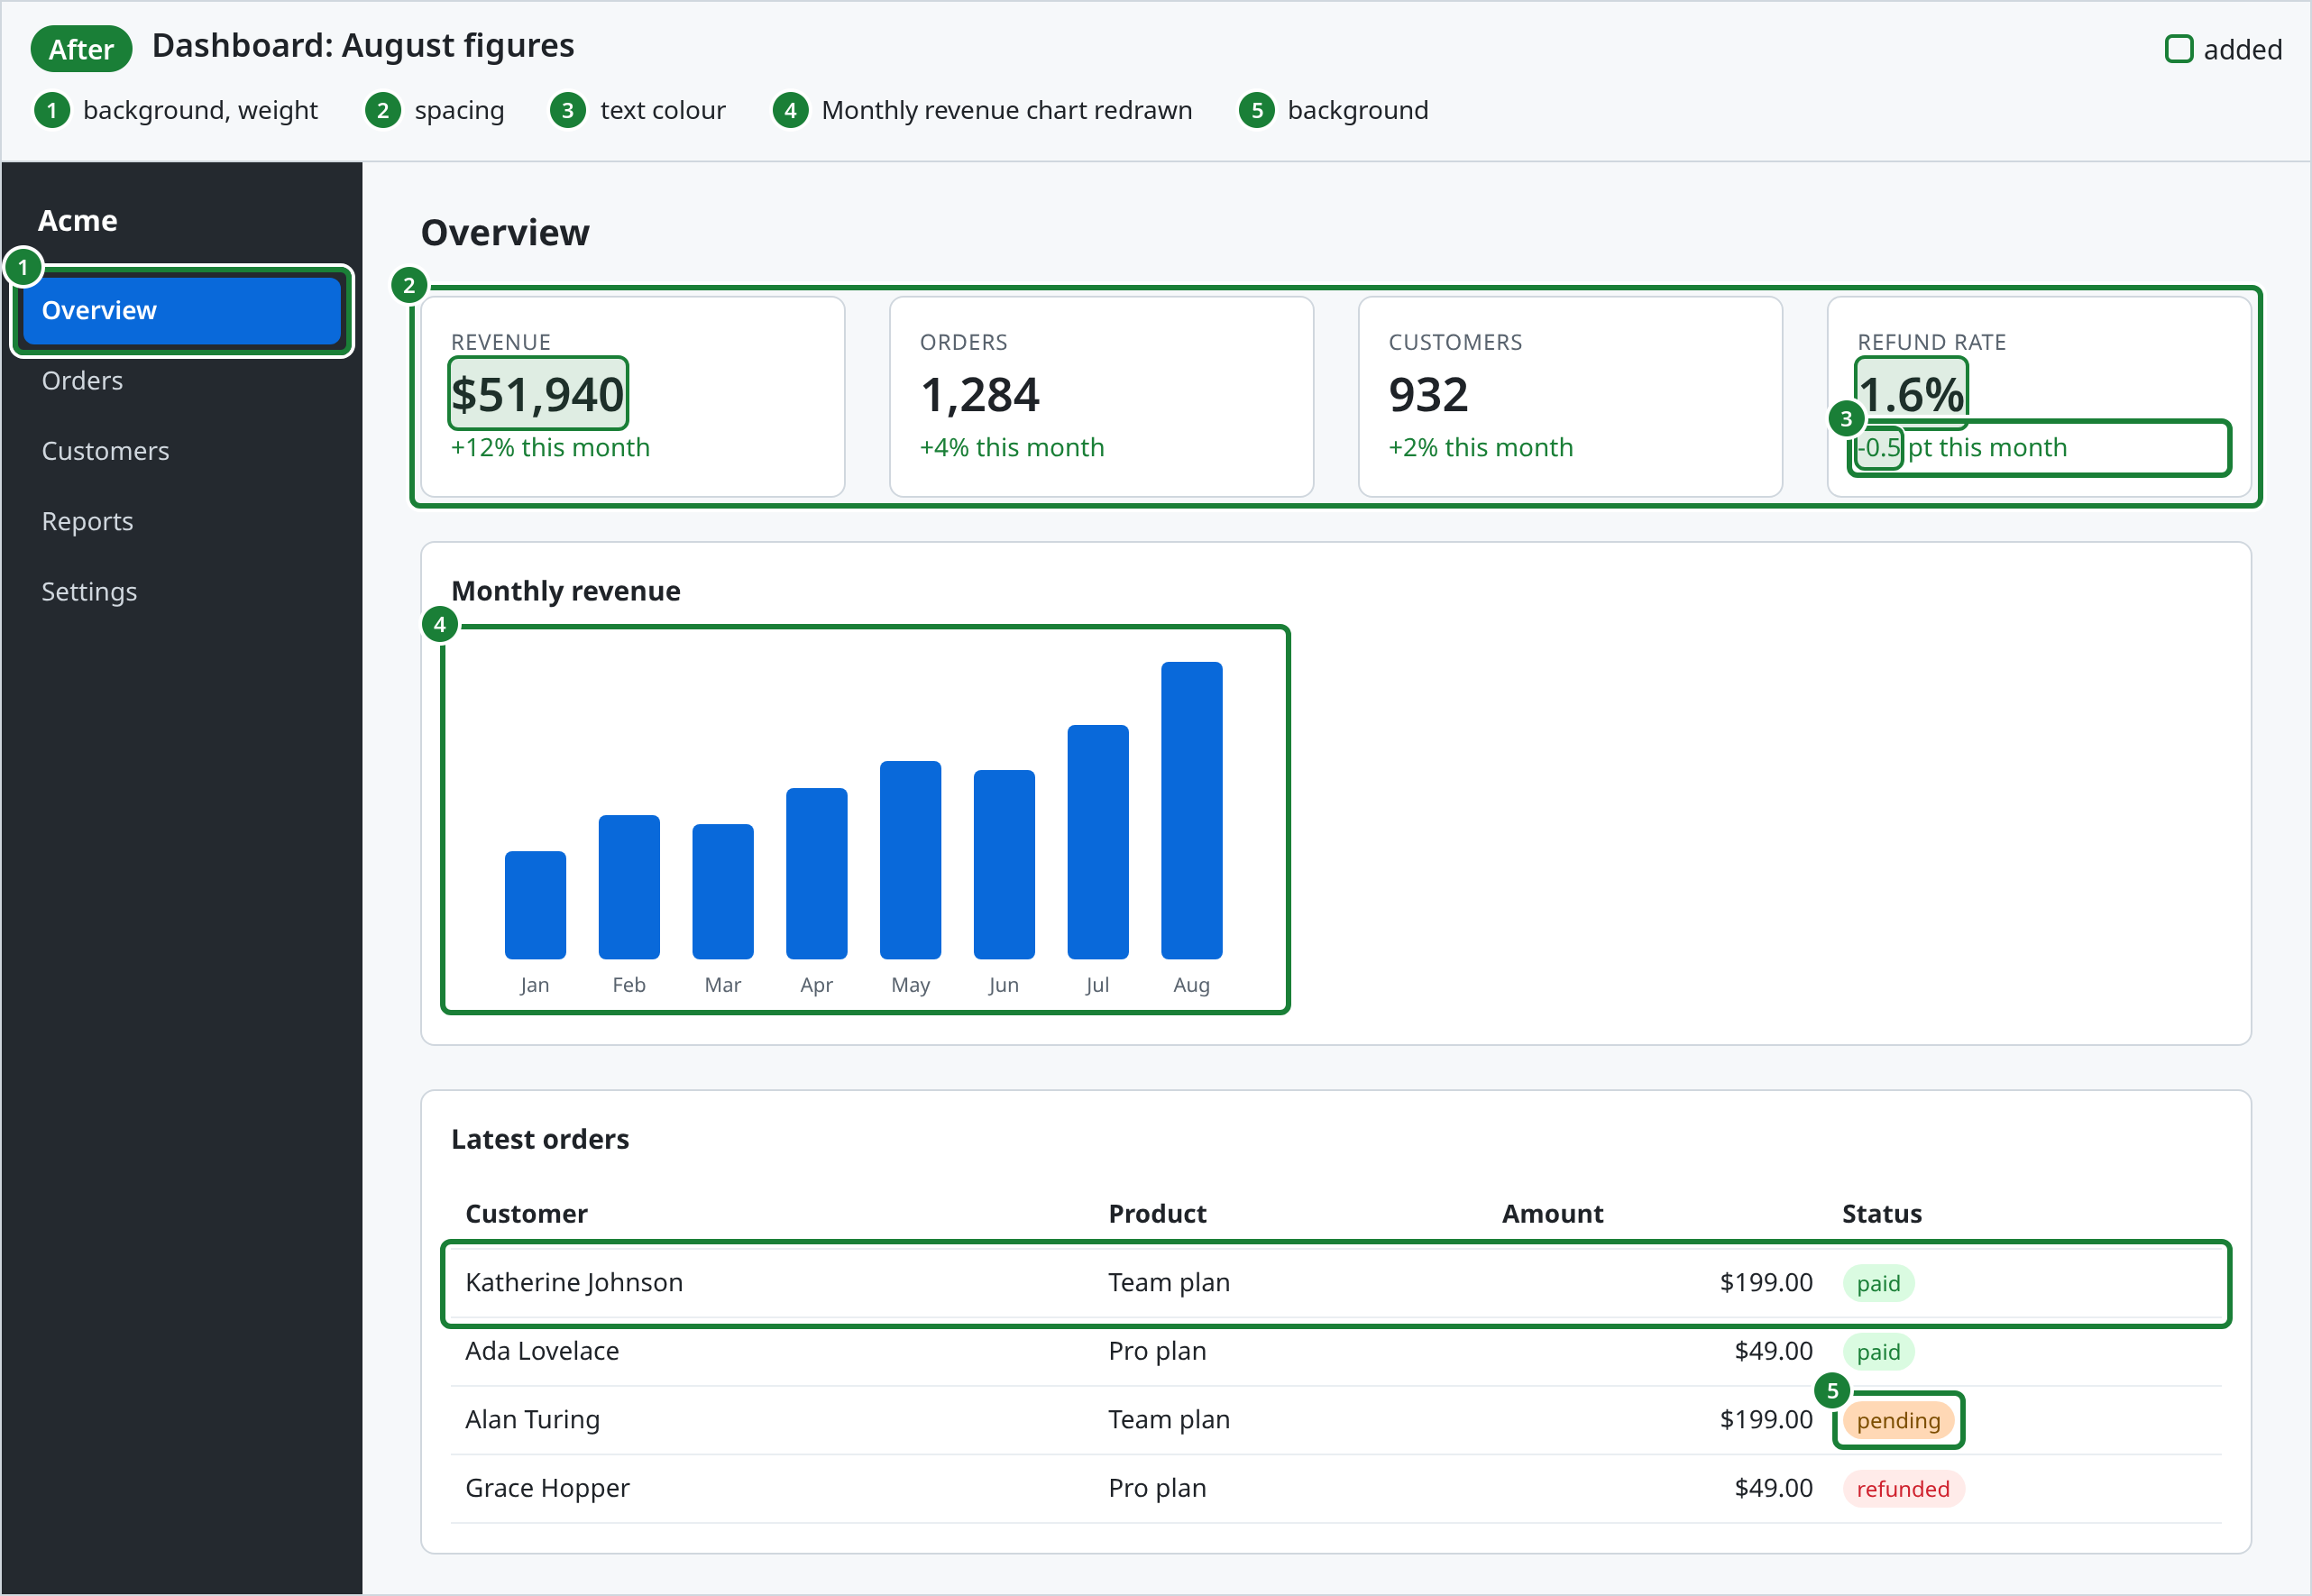 After Dashboard: August figures added
1 background, weight 2 spacing 3 text colour 4 Monthly revenue chart redrawn 5 background
Acme
1
Overview
Orders
Customers
Reports
Settings
Overview
2
REVENUE
$51,940
+12% this month
ORDERS
1,284
+4% this month
CUSTOMERS
932
+2% this month
REFUND RATE
1.6%
3
-0.5 pt this month
Monthly revenue
4
Jan Feb Mar Apr May Jun Jul Aug
Latest orders
Customer Product Amount Status
Katherine Johnson Team plan $199.00 paid
Ada Lovelace Pro plan $49.00 paid
5
Alan Turing Team plan $199.00 pending
Grace Hopper Pro plan $49.00 refunded